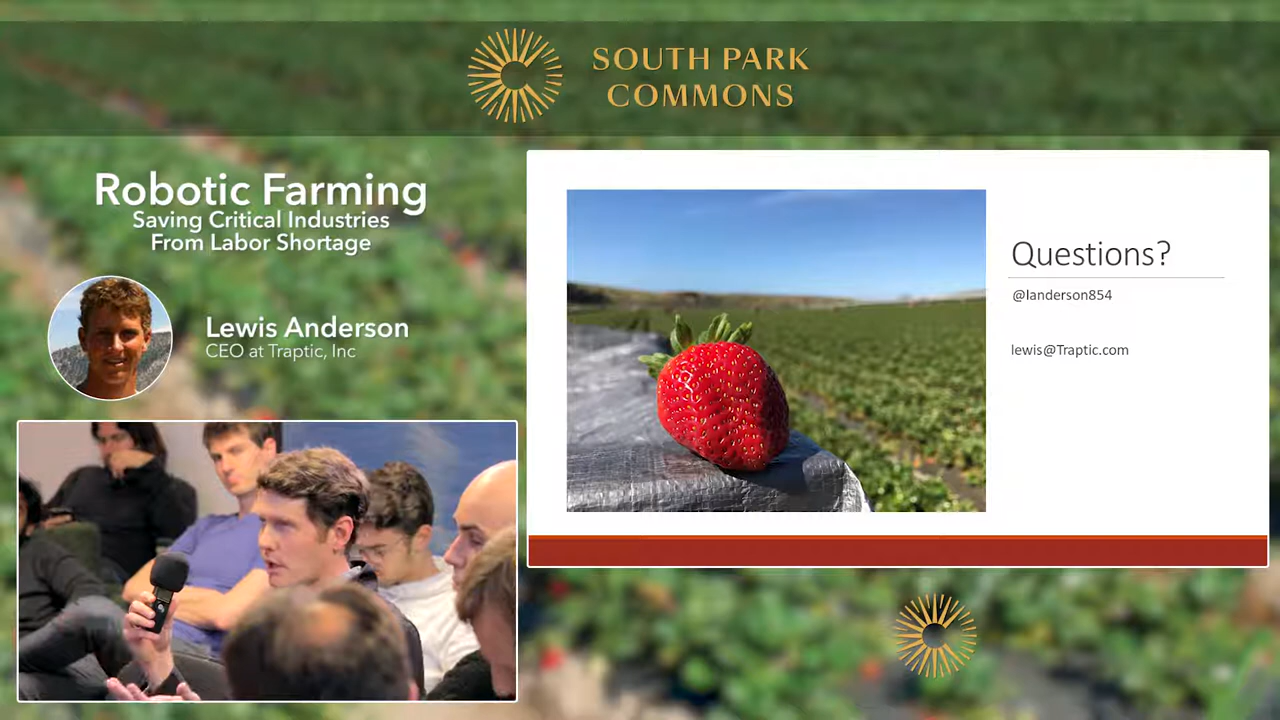 SOUTH PARK
COMMONS
Robotic Farming
Saving Critical Industries
From Labor Shortage
Lewis Anderson
CEO at Traptic, Inc
Questions?
@landerson854
lewis@Traptic.com